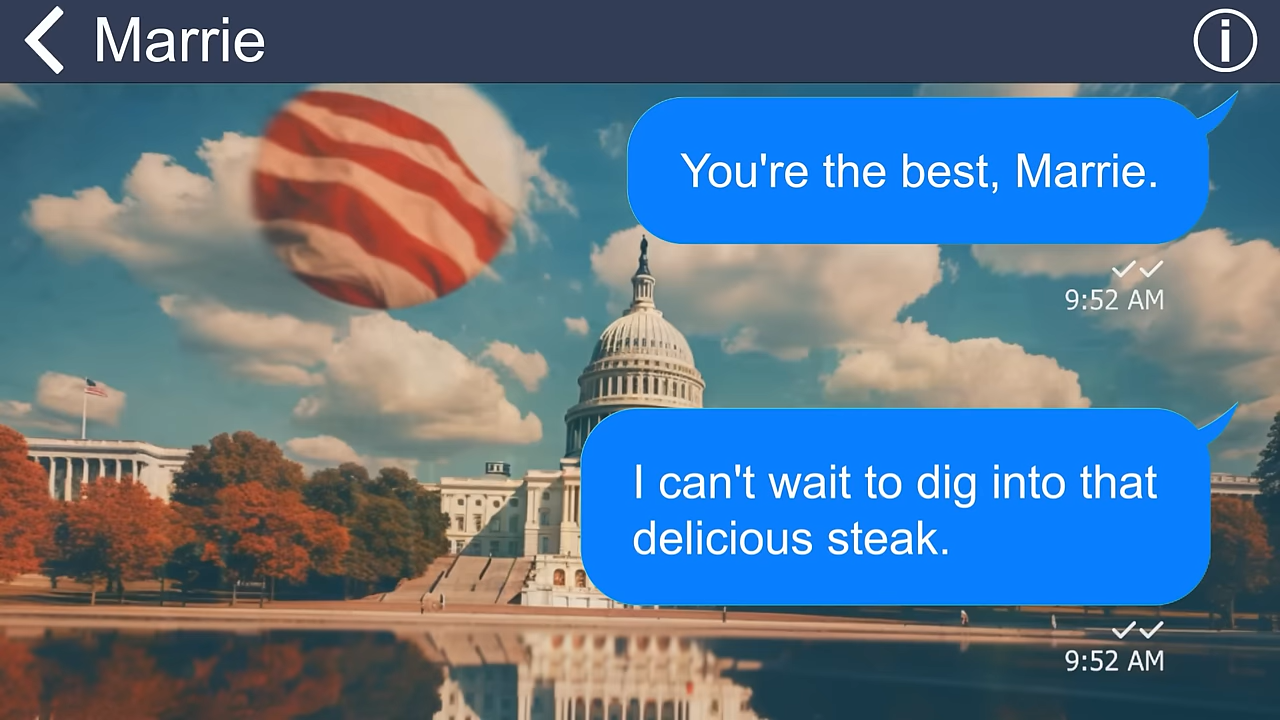 Marrie
You're the best, Marrie.
9:52 AM
I can't wait to dig into that
delicious steak.
9:52 AM